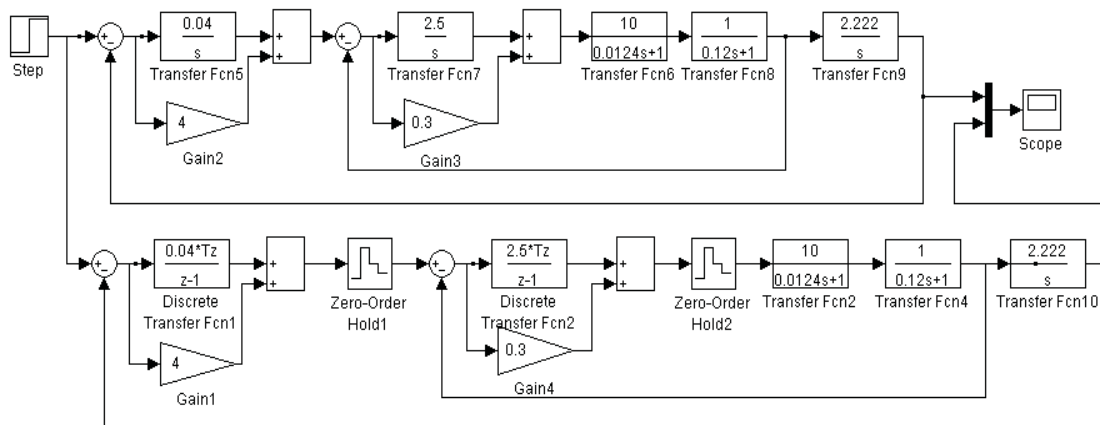 Step
+
-
0.04
s
Transfer Fcn5
4
Gain2
+
+
+
-
2.5
s
Transfer Fcn7
0.3
Gain3
+
+
10
0.0124s+1
Transfer Fcn6
1
0.12s+1
Transfer Fcn8
2.222
s
Transfer Fcn9
Scope
+
-
0.04*Tz
z-1
Discrete
Transfer Fcn1
4
Gain1
+
+
Zero-Order
Hold1
+
-
2.5*Tz
z-1
Discrete
Transfer Fcn2
0.3
Gain4
+
+
Zero-Order
Hold2
10
0.0124s+1
Transfer Fcn2
1
0.12s+1
Transfer Fcn4
2.222
s
Transfer Fcn10